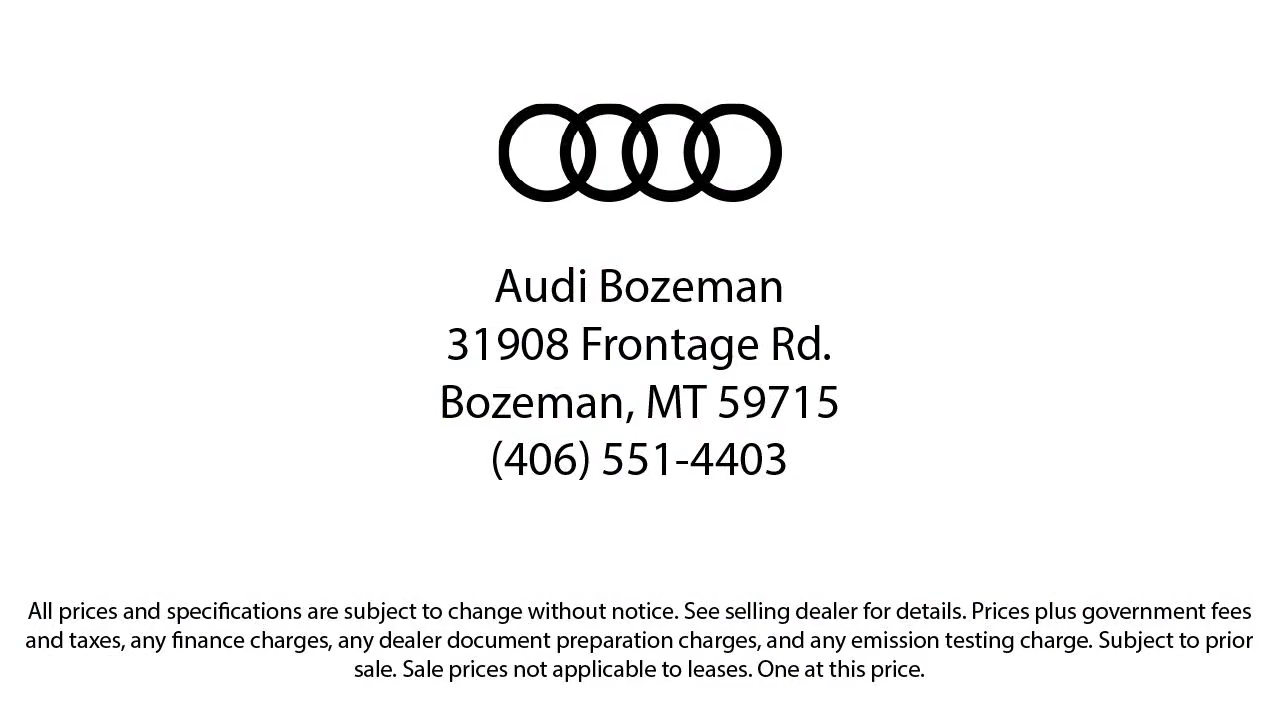 Audi Bozeman
31908 Frontage Rd.
Bozeman, MT 59715
(406) 551-4403
All prices and specifications are subject to change without notice. See selling dealer for details. Prices plus government fees
and taxes, any finance charges, any dealer document preparation charges, and any emission testing charge. Subject to prior
sale. Sale prices not applicable to leases. One at this price.